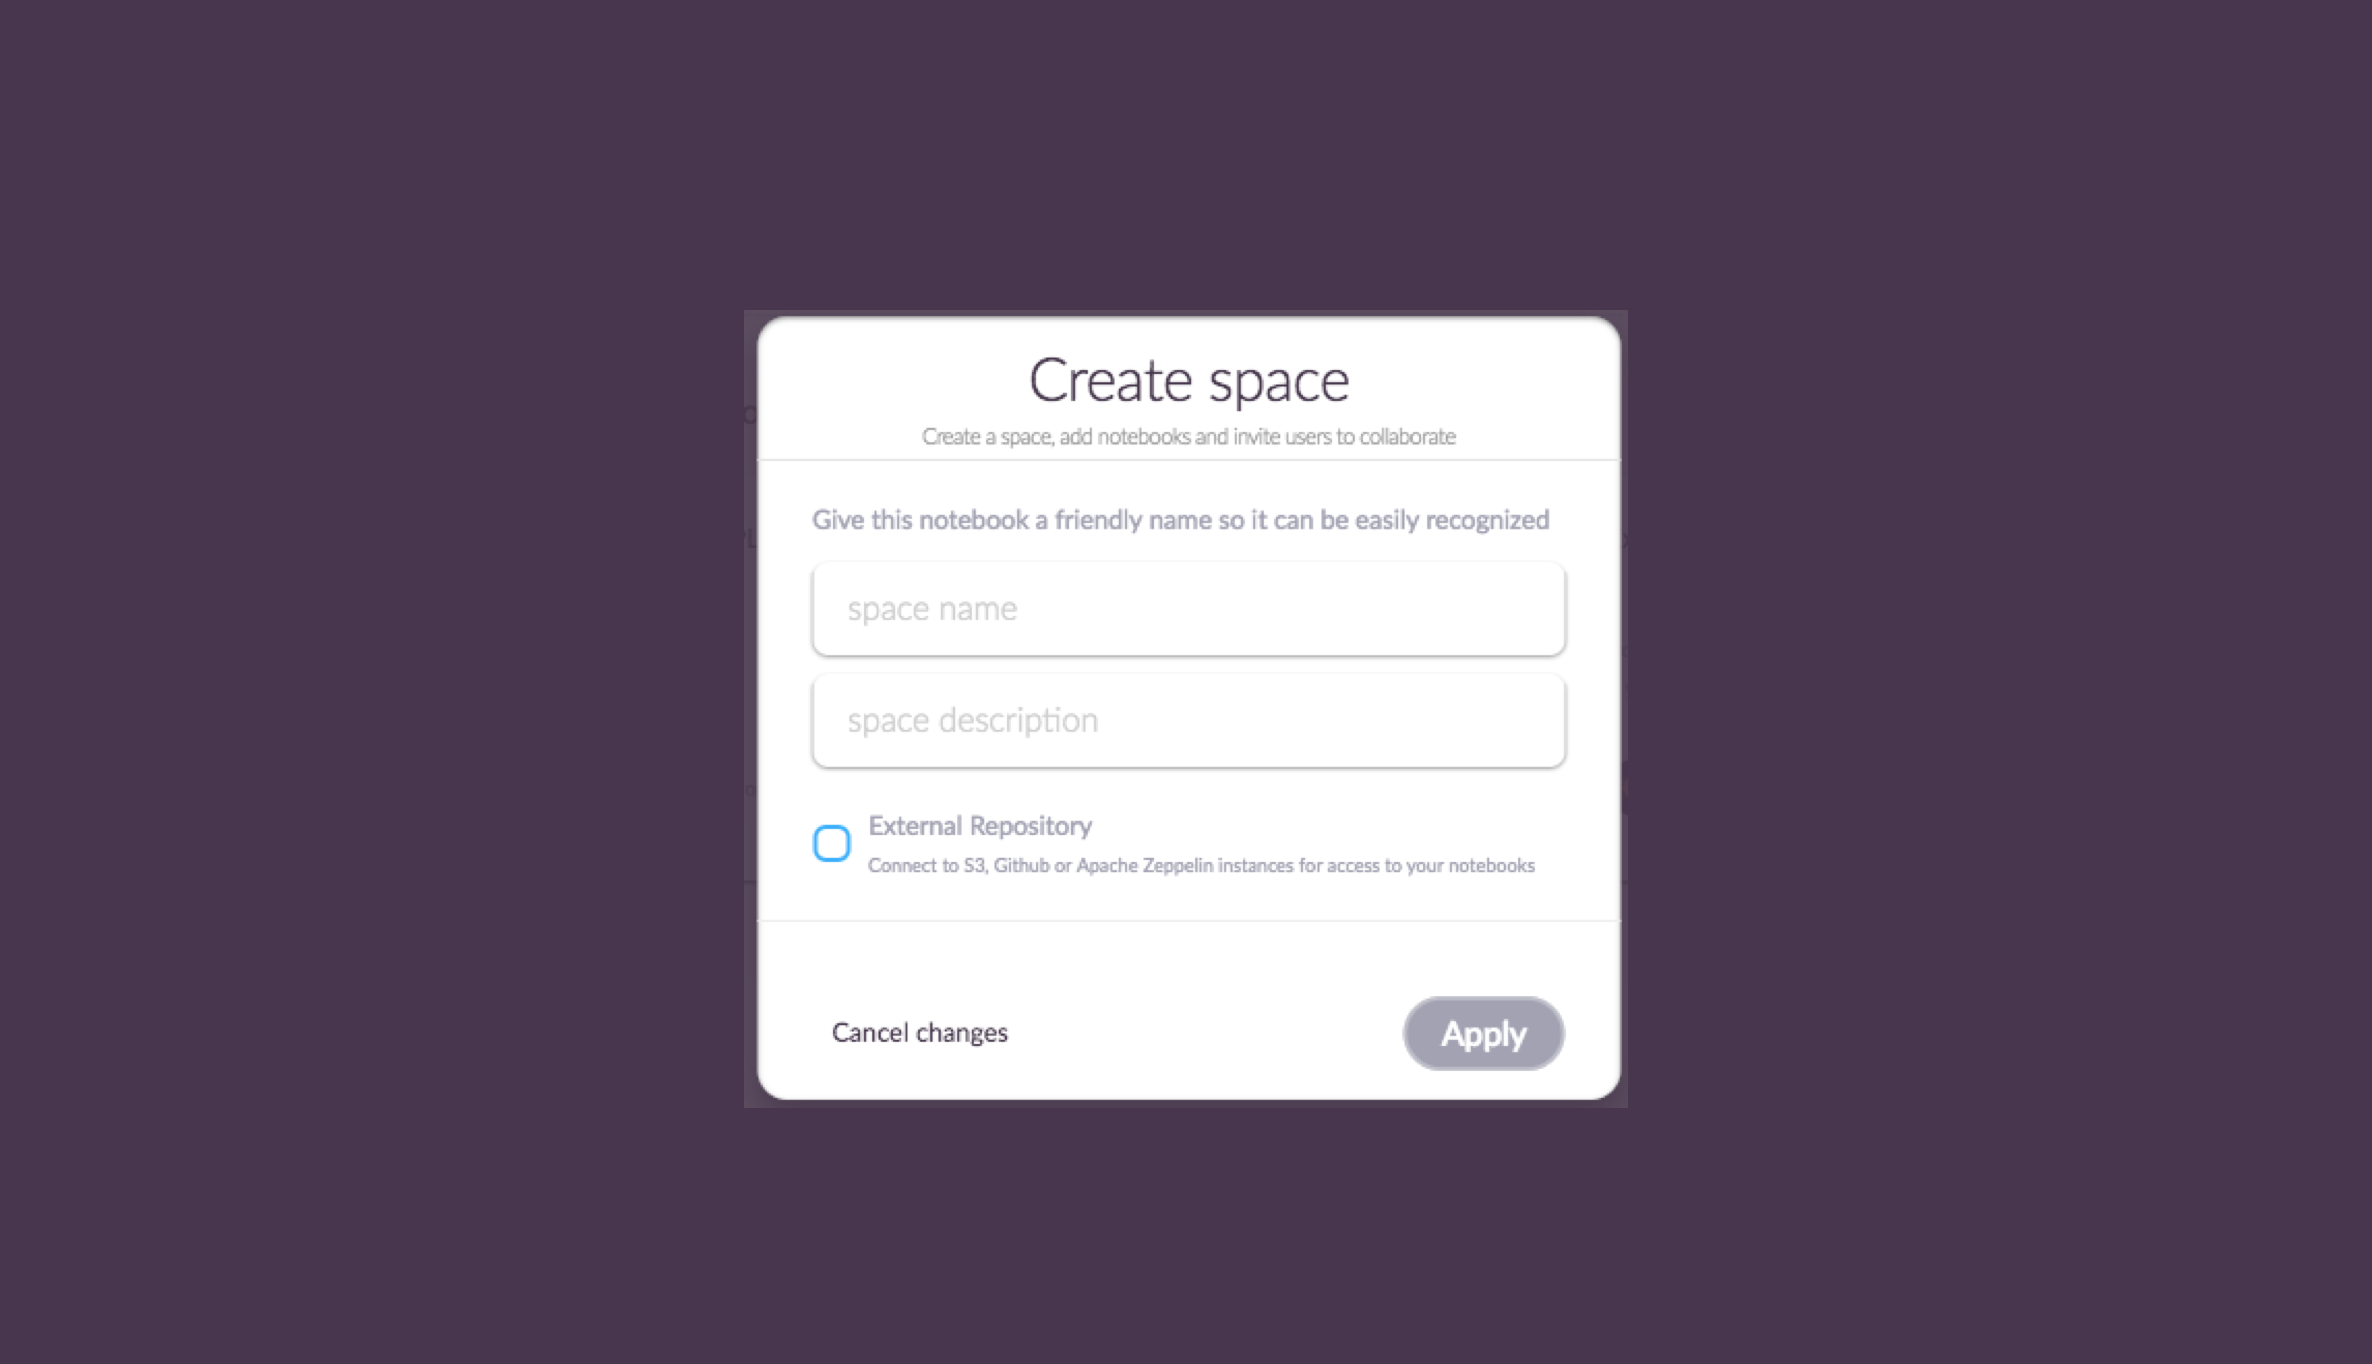 Create space
Create a space, add notebooks and invite users to collaborate
Give this notebook a friendly name so it can be easily recognized
space name
space description
External Repository
Connect to S3, Github or Apache Zeppelin instances for access to your notebooks
Cancel changes
Apply